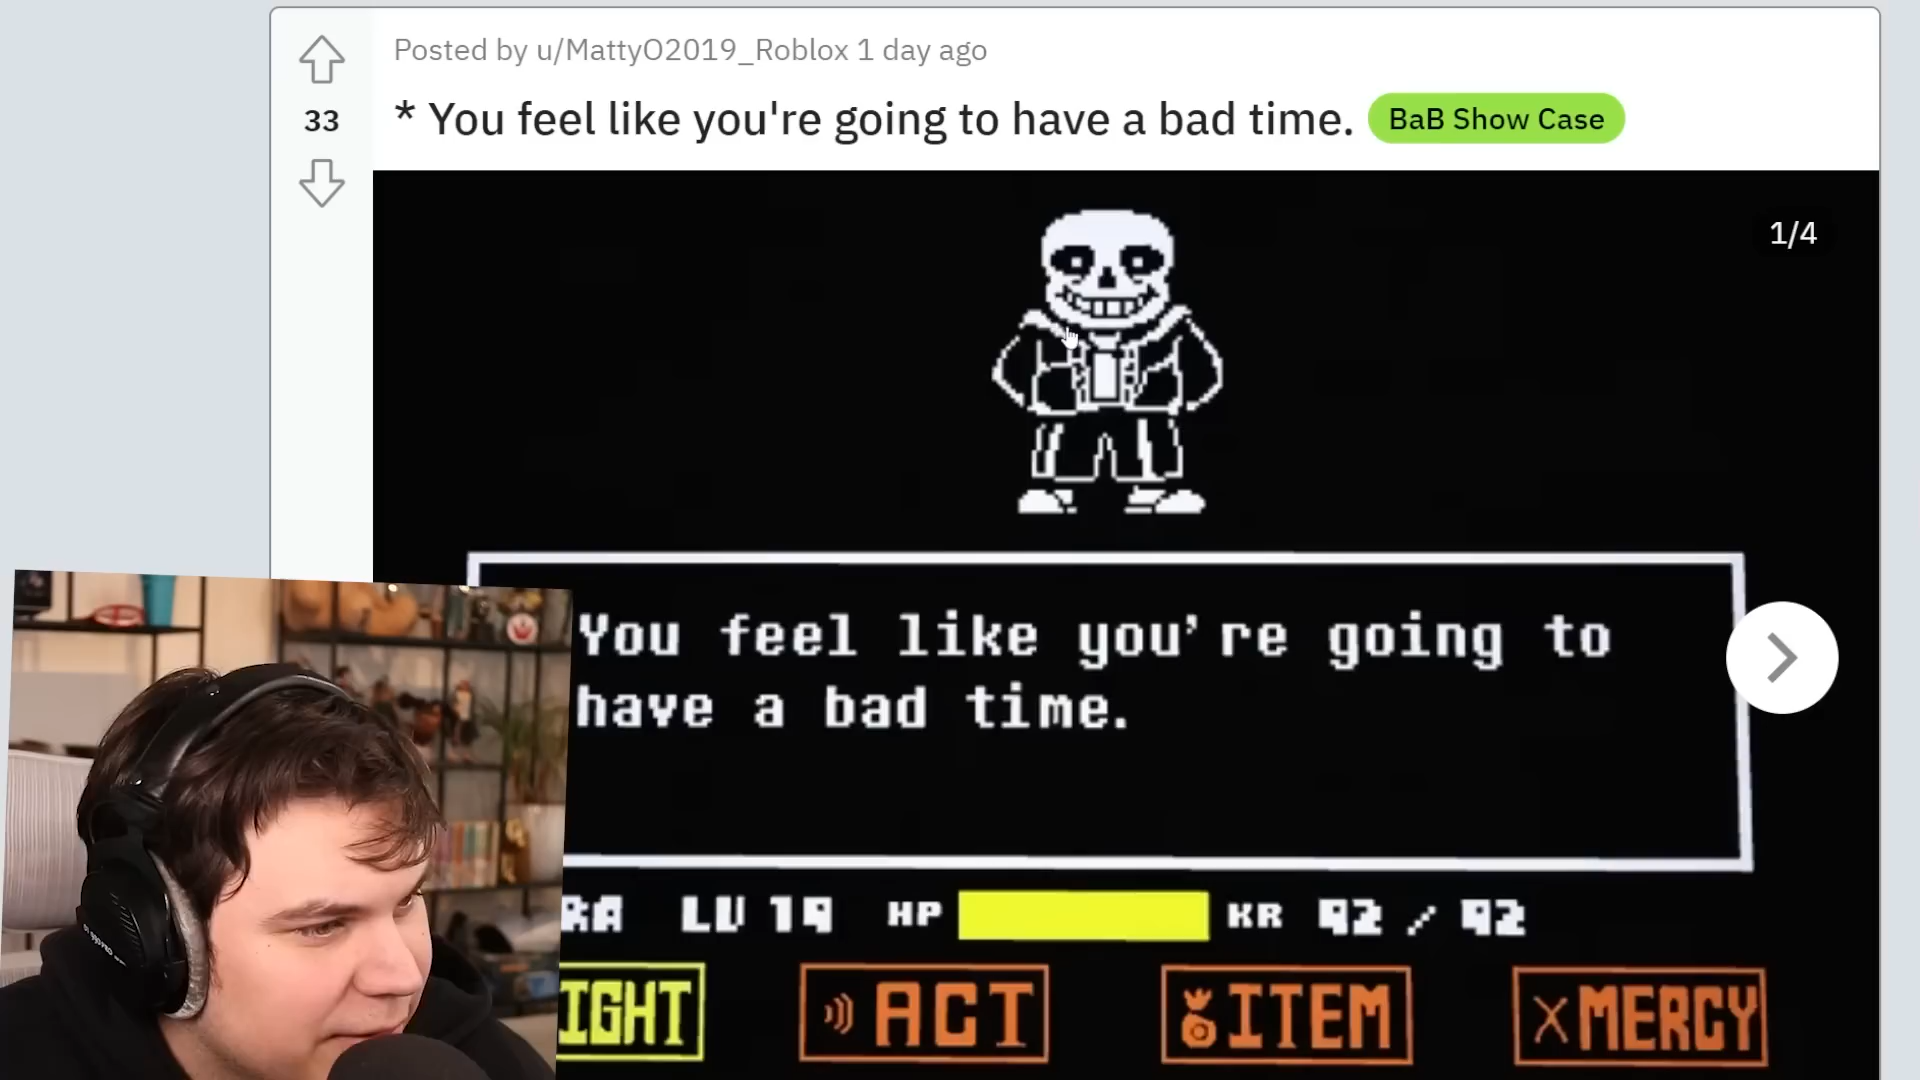 Posted by u/MattyO2019_Roblox 1 day ago
33
* You feel like you're going to have a bad time. BaB Show Case
1/4
You feel like you're going to
have a bad time.
RA LV 19 HP KR 92 / 92
IGHT ACT ITEM MERCY